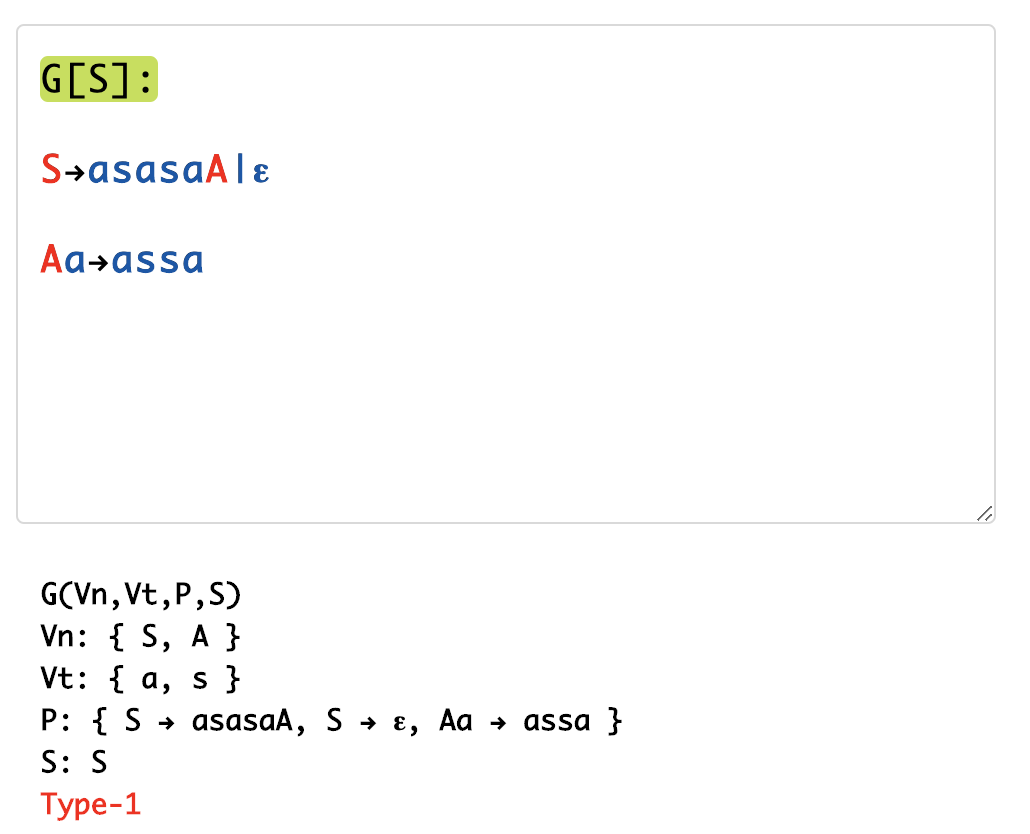 G[S]:
S→asasaA|ε
Aa→assa
G(Vn,Vt,P,S)
Vn: { S, A }
Vt: { a, s }
P: { S → asasaA, S → ε, Aa → assa }
S: S
Type-1